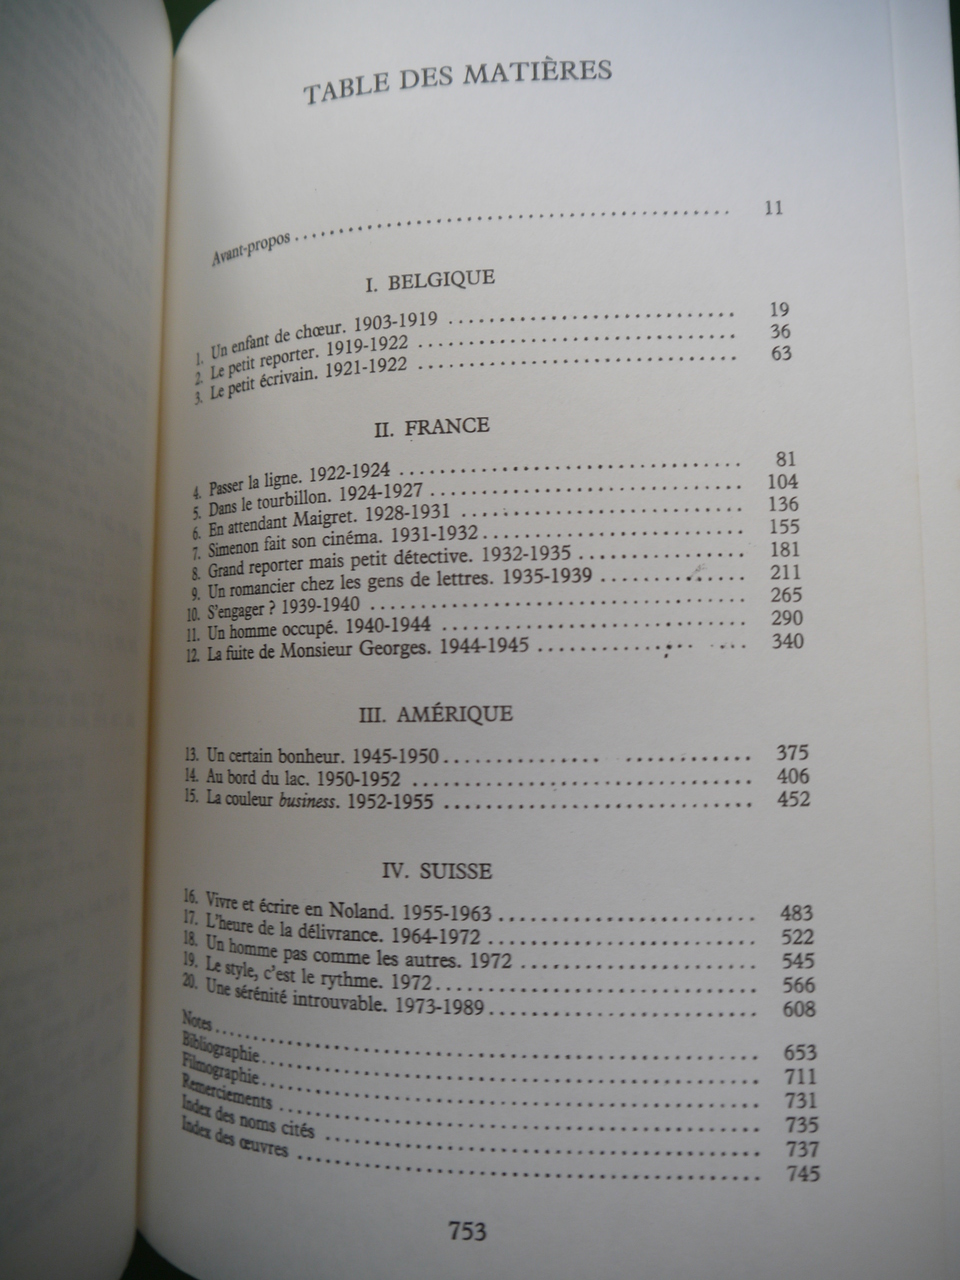 TABLE DES MATIÈRES
Avant-propos ........................................ 11
I. BELGIQUE
1. Un enfant de chœur. 1903-1919 ........................... 19
2. Le petit reporter. 1919-1922 .............................. 36
3. Le petit écrivain. 1921-1922 .............................. 63
II. FRANCE
4. Passer la ligne. 1922-1924 ................................ 81
5. Dans le tourbillon. 1924-1927 ............................. 104
6. En attendant Maigret. 1928-1931 .......................... 136
7. Simenon fait son cinéma. 1931-1932 ........................ 155
8. Grand reporter mais petit détective. 1932-1935 ................ 181
9. Un romancier chez les gens de lettres. 1935-1939 .............. 211
10. S'engager ? 1939-1940 ................................... 265
11. Un homme occupé. 1940-1944 ............................ 290
12. La fuite de Monsieur Georges. 1944-1945 .................... 340
III. AMÉRIQUE
13. Un certain bonheur. 1945-1950 ............................ 375
14. Au bord du lac. 1950-1952 ................................ 406
15. La couleur business. 1952-1955 ............................. 452
IV. SUISSE
16. Vivre et écrire en Noland. 1955-1963 ........................ 483
17. L'heure de la délivrance. 1964-1972 ......................... 522
18. Un homme pas comme les autres. 1972 ...................... 545
19. Le style, c'est le rythme. 1972 .............................. 566
20. Une sérénité introuvable. 1973-1989 ......................... 608
Notes .................................................. 653
Bibliographie ............................................. 711
Filmographie ............................................. 731
Remerciements ........................................... 735
Index des noms cités ....................................... 737
Index des œuvres .......................................... 745
753